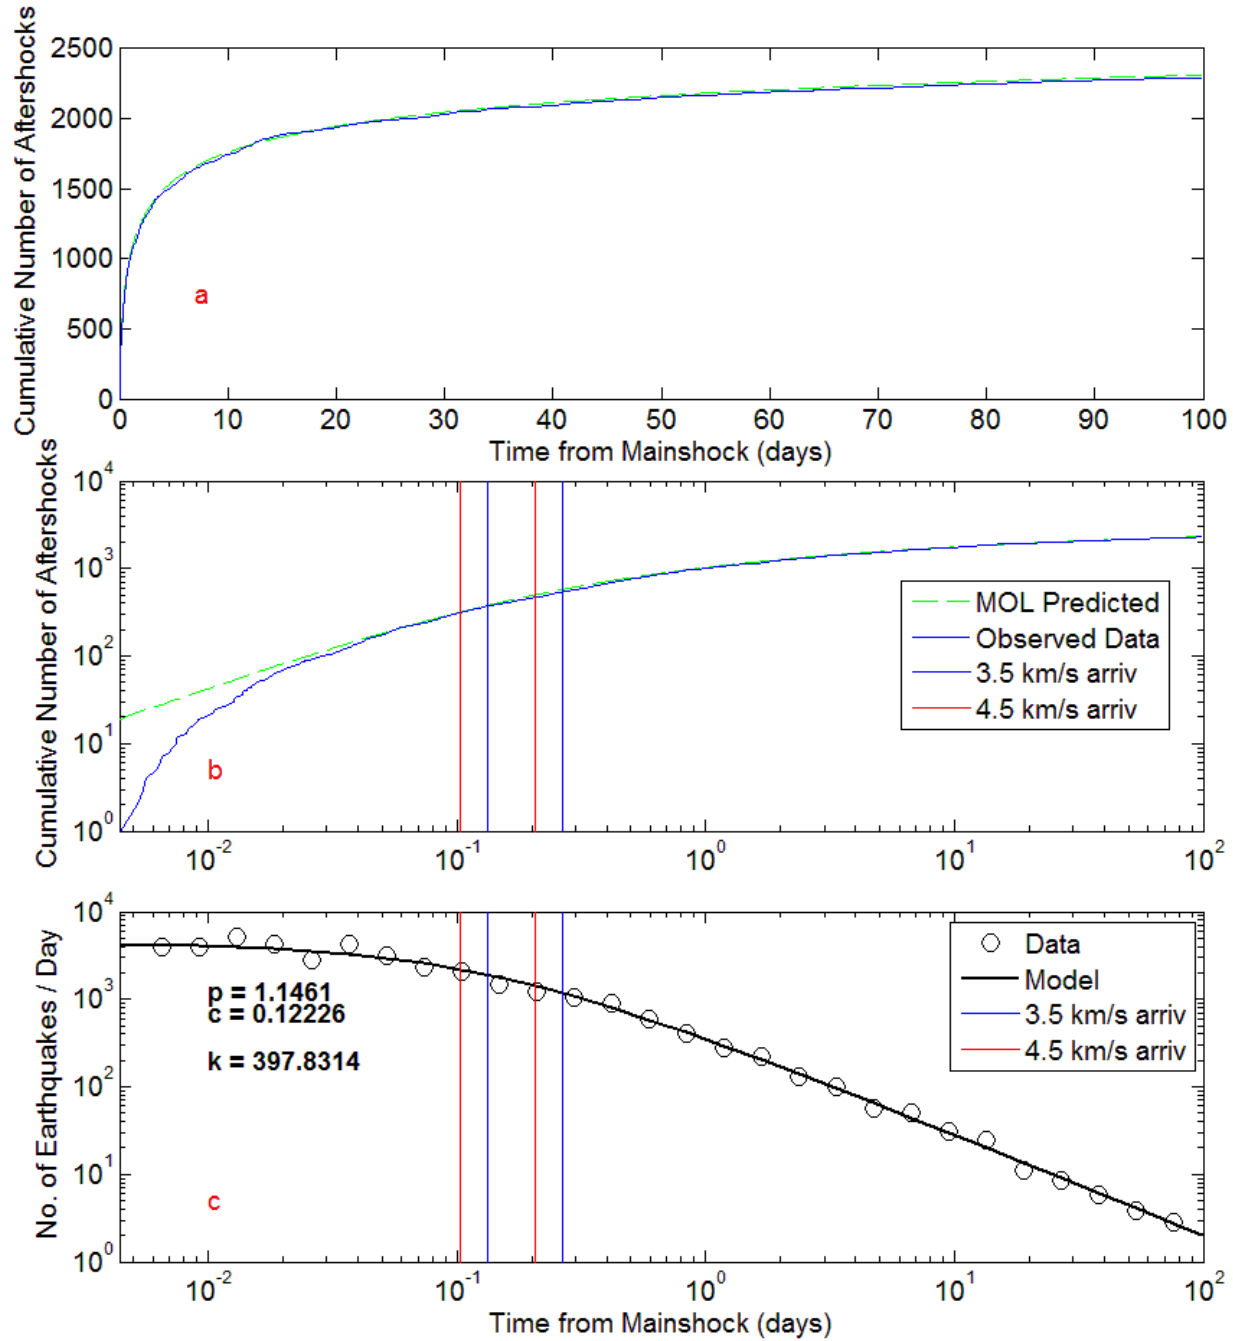 Cumulative Number of Aftershocks
2500
2000
1500
1000
500
0
a
0 10 20 30 40 50 60 70 80 90 100
Time from Mainshock (days)
Cumulative Number of Aftershocks
10^4
10^3
10^2
10^1
10^0
MOL Predicted
Observed Data
3.5 km/s arriv
4.5 km/s arriv
b
10^-2 10^-1 10^0 10^1 10^2
No. of Earthquakes / Day
10^4
10^3
10^2
10^1
10^0
Data
Model
3.5 km/s arriv
4.5 km/s arriv
p = 1.1461
c = 0.12226
k = 397.8314
c
10^-2 10^-1 10^0 10^1 10^2
Time from Mainshock (days)